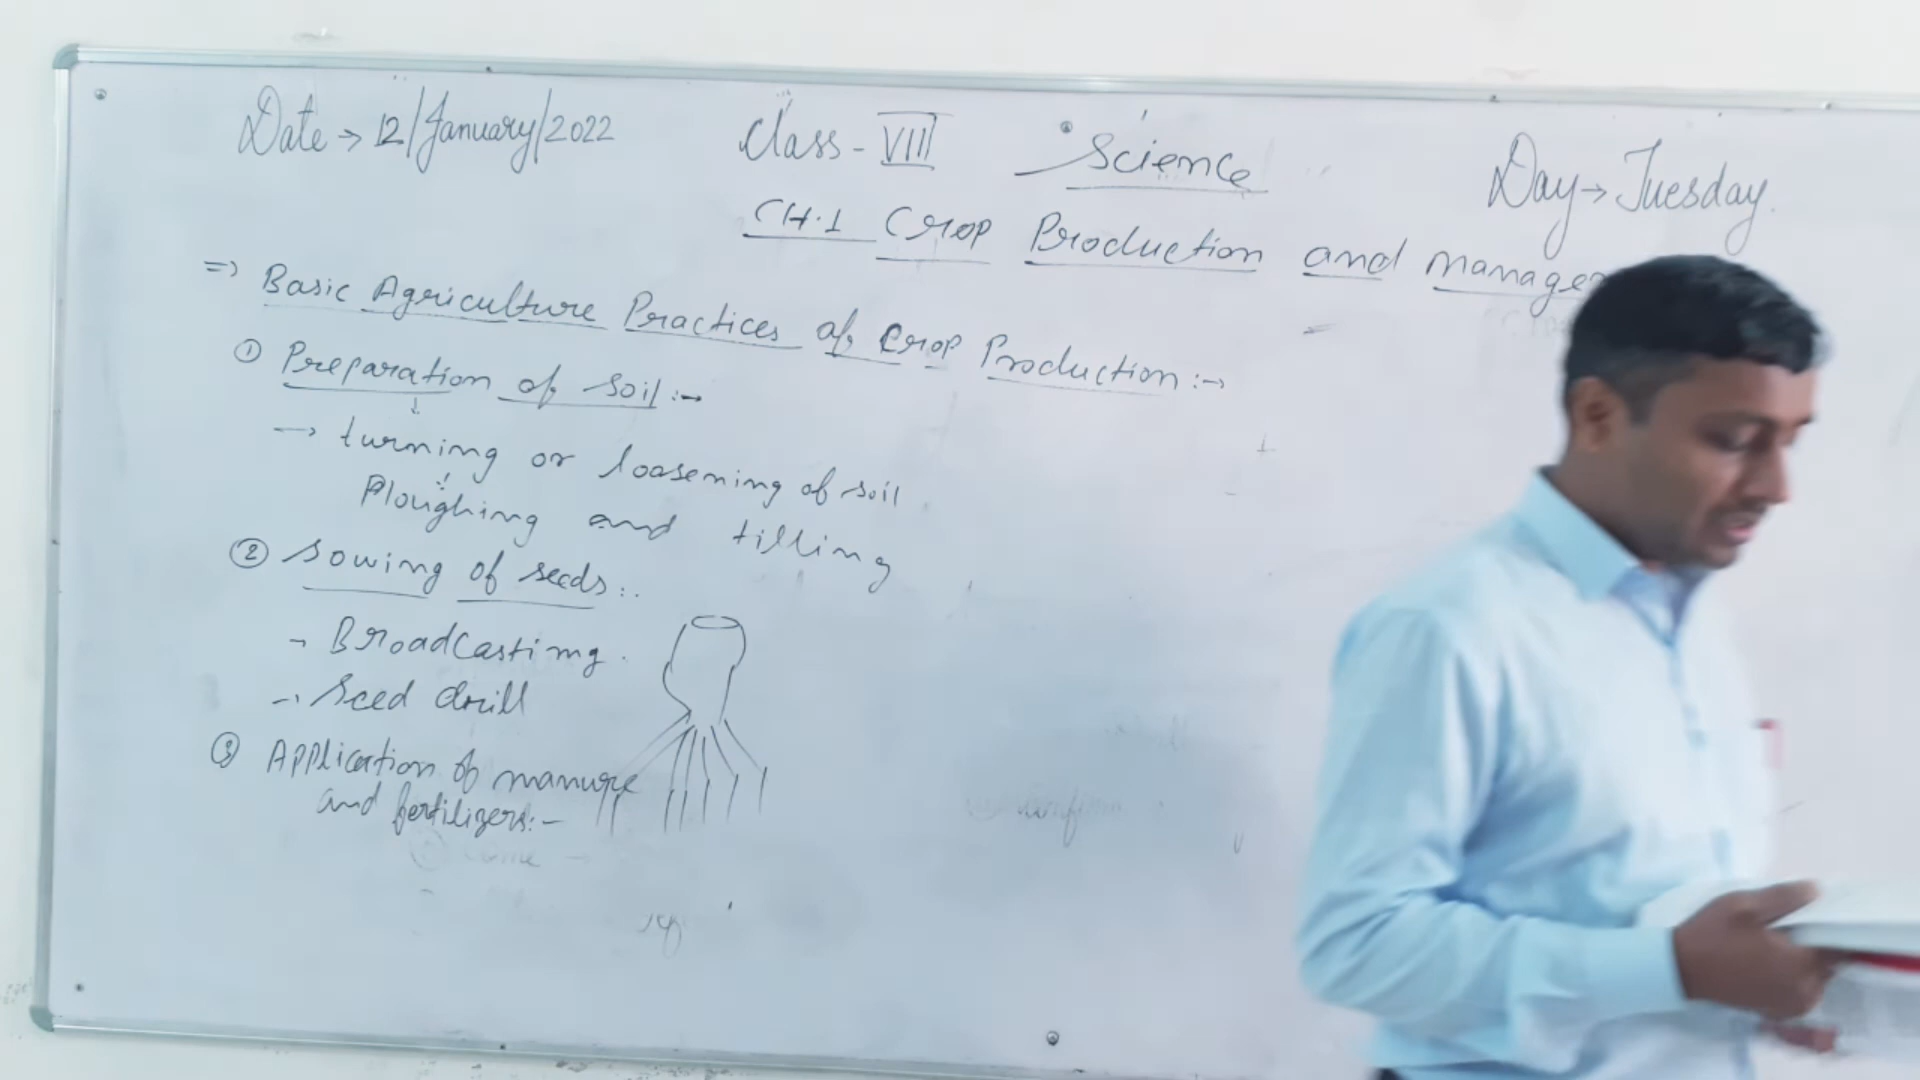 Date → 12/January/2022 Class - VIII Science Day → Tuesday.
CH.1 Crop Production and manage
=> Basic Agriculture Practices of Crop Production :→
① Preparation of soil :→
→ turning or loosening of soil
Ploughing and tilling
② Sowing of seeds :.
→ Broadcasting.
→ Seed drill
③ Application of manure
and fertilizers :-